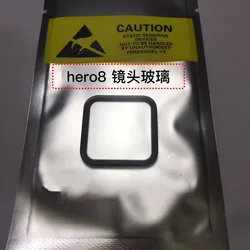 CAUTION
STATIC SENSITIVE
DEVICES
NOT TO BE HANDLED
BY UNAUTHORISED
PERSONNEL
hero8 镜头玻璃